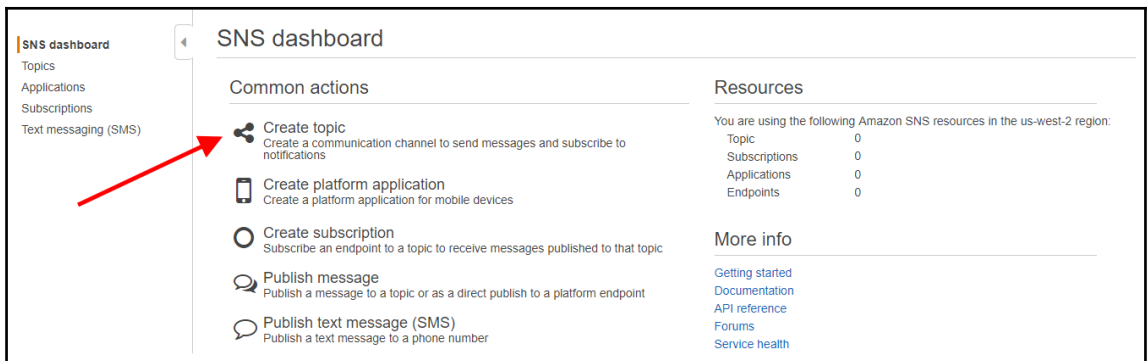 SNS dashboard
Topics
Applications
Subscriptions
Text messaging (SMS)
SNS dashboard
Common actions
Create topic
Create a communication channel to send messages and subscribe to
notifications
Create platform application
Create a platform application for mobile devices
Create subscription
Subscribe an endpoint to a topic to receive messages published to that topic
Publish message
Publish a message to a topic or as a direct publish to a platform endpoint
Publish text message (SMS)
Publish a text message to a phone number
Resources
You are using the following Amazon SNS resources in the us-west-2 region:
Topic 0
Subscriptions 0
Applications 0
Endpoints 0
More info
Getting started
Documentation
API reference
Forums
Service health